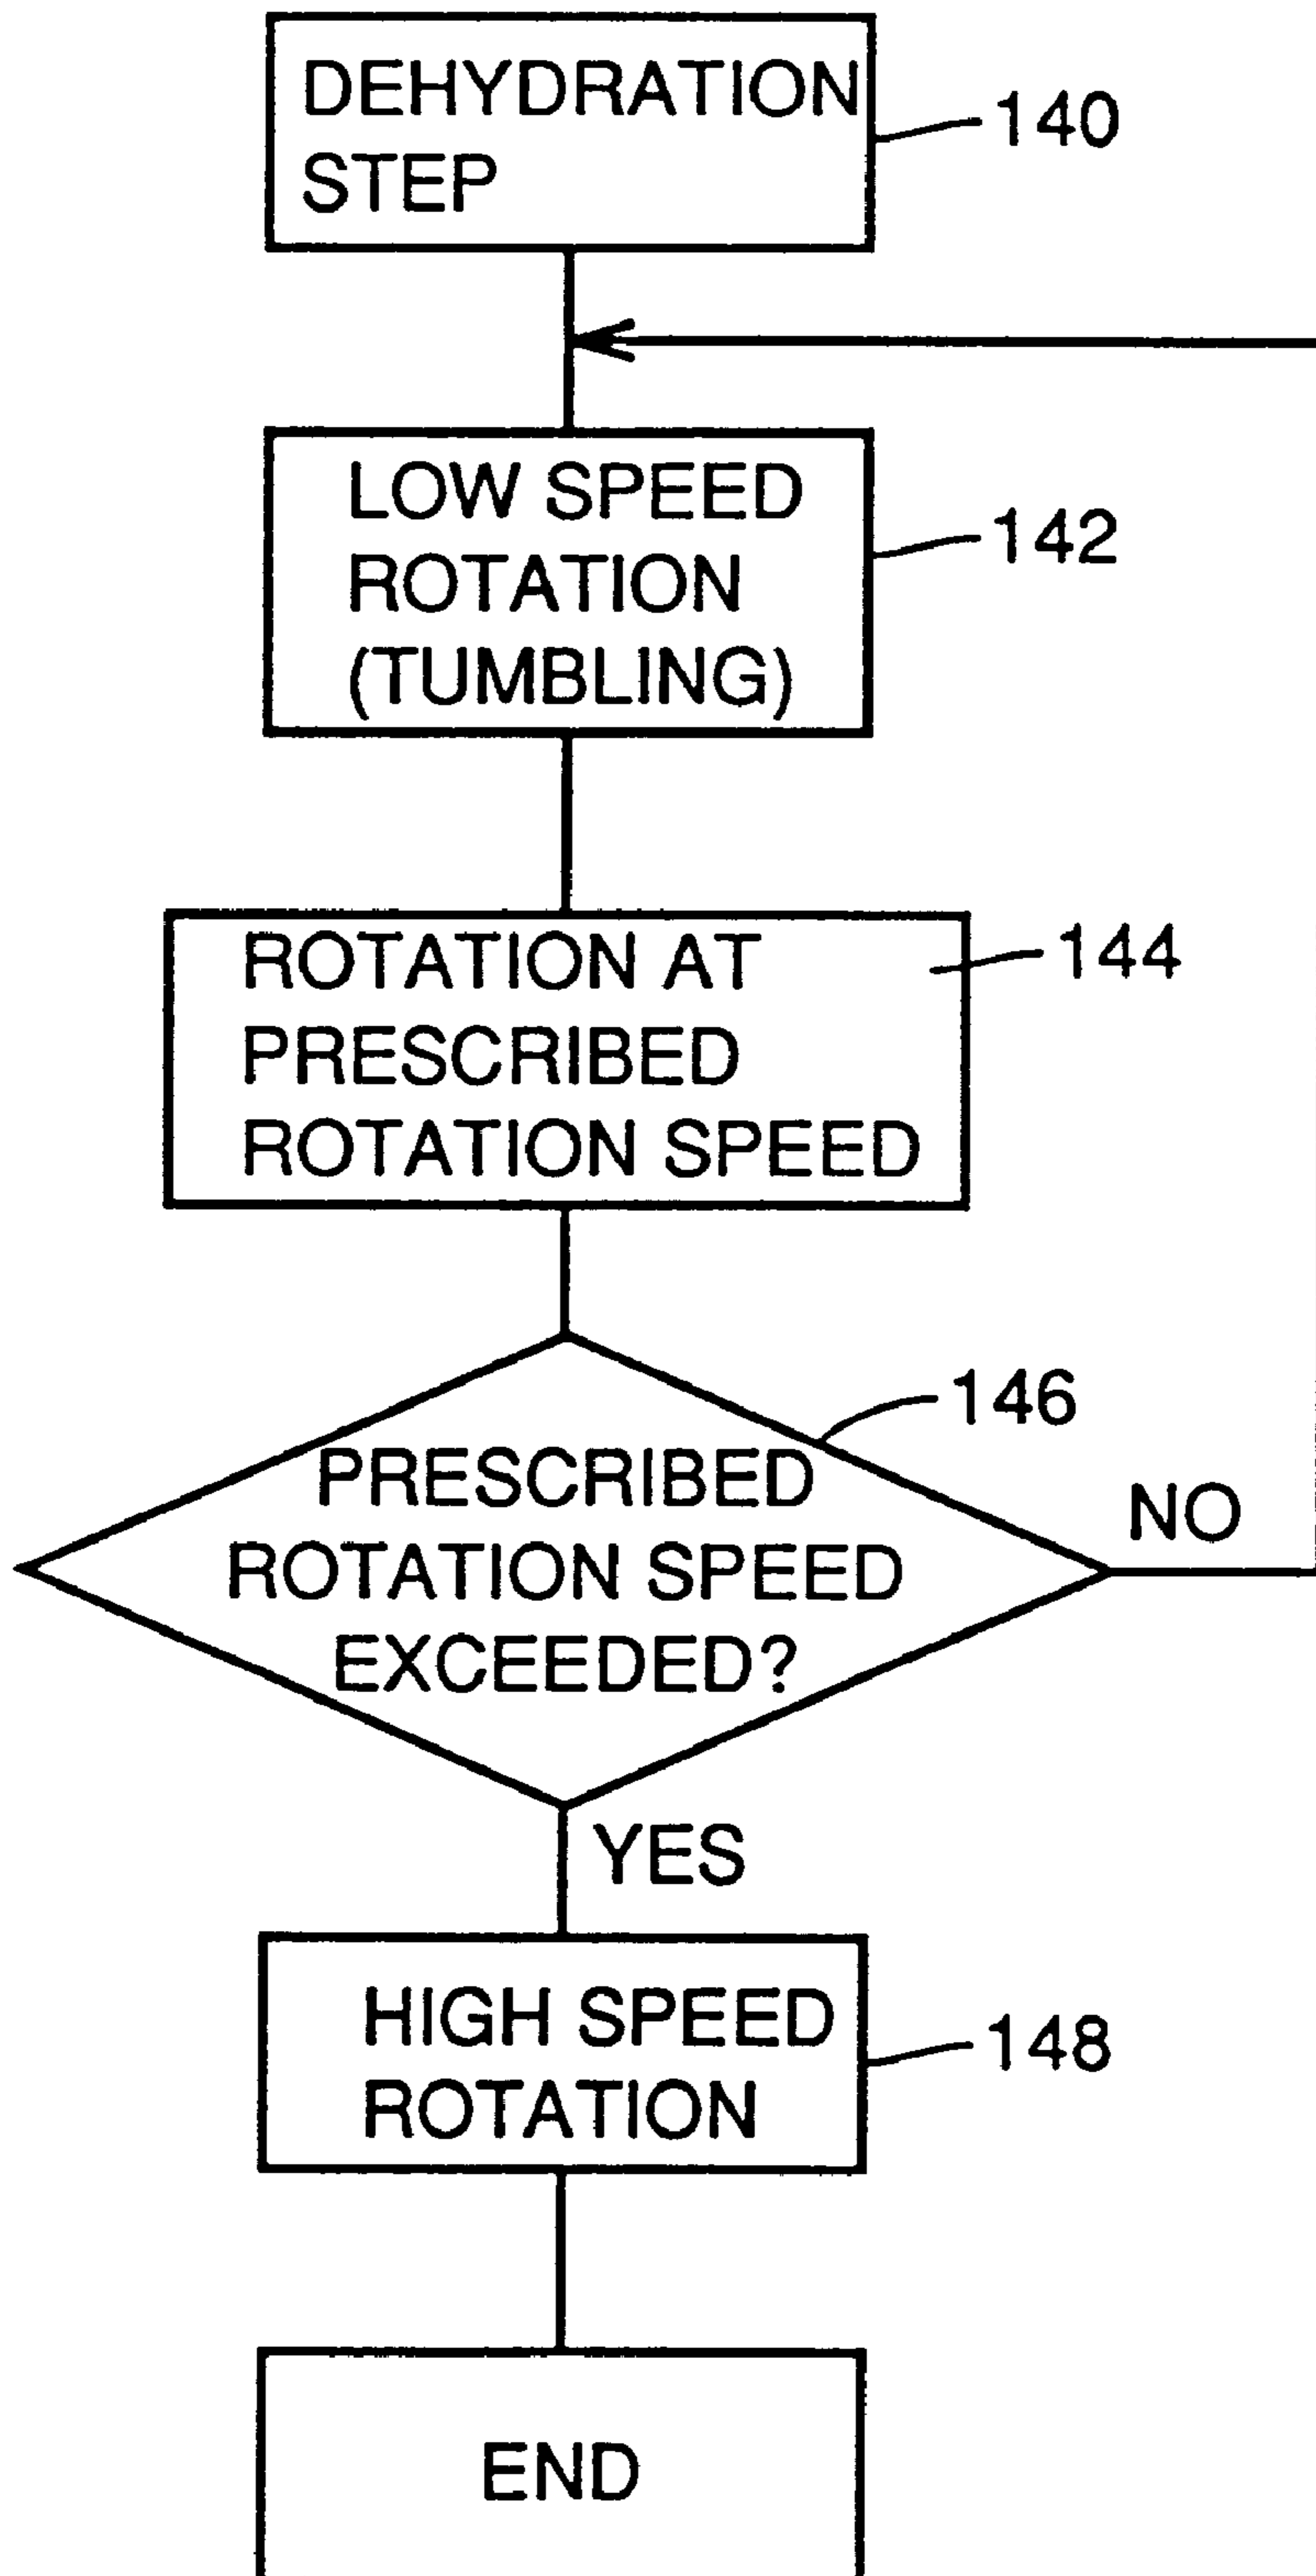 DEHYDRATION
STEP
140
LOW SPEED
ROTATION
(TUMBLING)
142
ROTATION AT
PRESCRIBED
ROTATION SPEED
144
146
PRESCRIBED
ROTATION SPEED
EXCEEDED?
NO
YES
HIGH SPEED
ROTATION
148
END